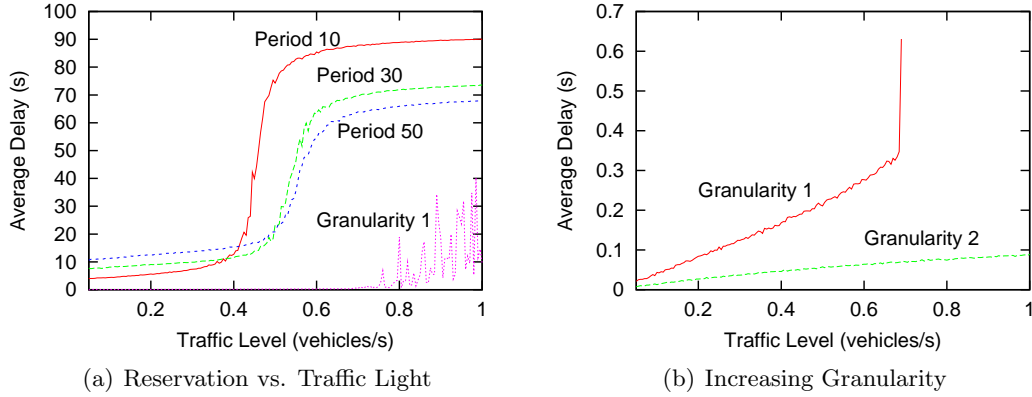 100
90
80
70
60
50
40
30
20
10
0
Average Delay (s)
Period 10
Period 30
Period 50
Granularity 1
0.2
0.4
0.6
0.8
1
Traffic Level (vehicles/s)
(a) Reservation vs. Traffic Light
0.7
0.6
0.5
0.4
0.3
0.2
0.1
0
Average Delay (s)
Granularity 1
Granularity 2
0.2
0.4
0.6
0.8
1
Traffic Level (vehicles/s)
(b) Increasing Granularity